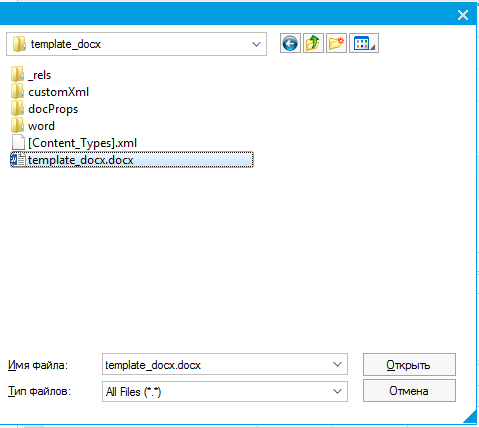 template_docx
_rels
customXml
docProps
word
[Content_Types].xml
template_docx.docx
Имя файла: template_docx.docx Открыть
Тип файлов: All Files (*.*) Отмена